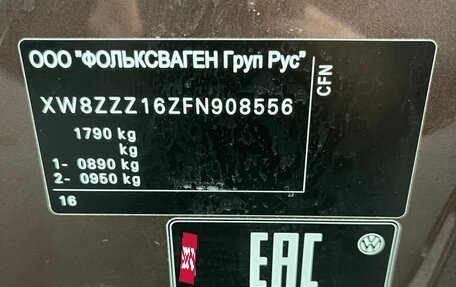 ООО "ФОЛЬКСВАГЕН Груп Рус"
XW8ZZZ16ZFN908556
CFN
1790 kg
kg
1- 0890 kg
2- 0950 kg
16
EAC